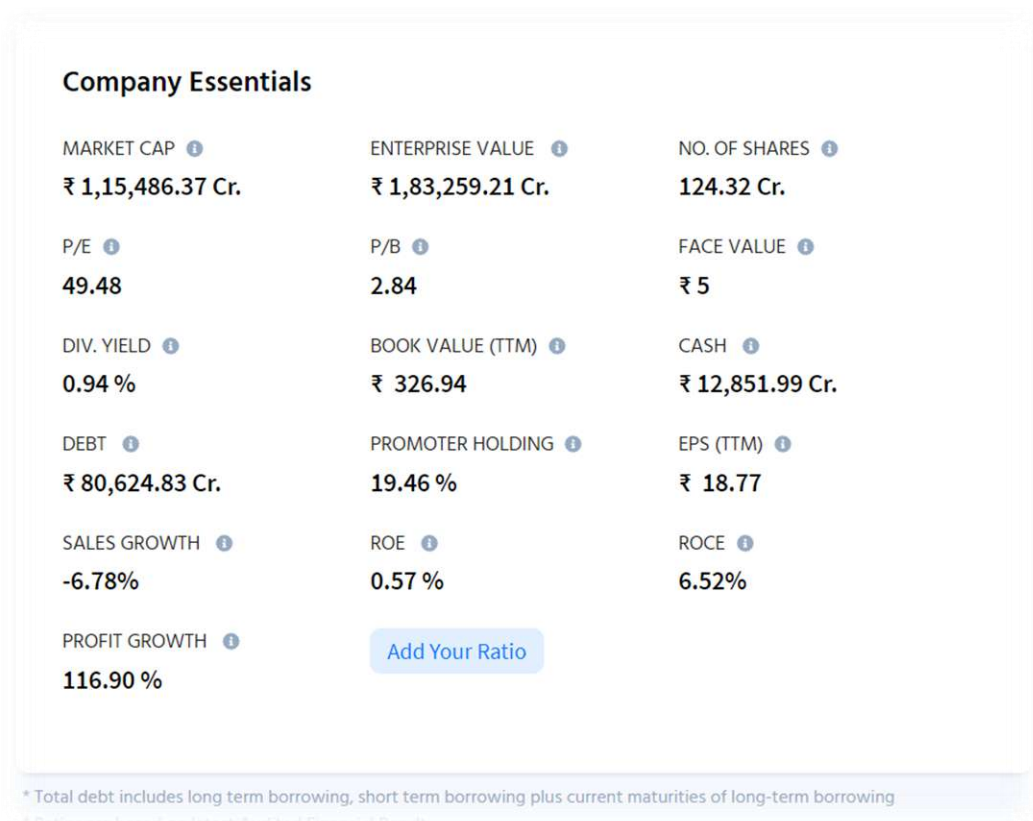 Company Essentials
MARKET CAP ENTERPRISE VALUE NO. OF SHARES
₹ 1,15,486.37 Cr. ₹ 1,83,259.21 Cr. 124.32 Cr.
P/E P/B FACE VALUE
49.48 2.84 ₹ 5
DIV. YIELD BOOK VALUE (TTM) CASH
0.94 % ₹ 326.94 ₹ 12,851.99 Cr.
DEBT PROMOTER HOLDING EPS (TTM)
₹ 80,624.83 Cr. 19.46 % ₹ 18.77
SALES GROWTH ROE ROCE
-6.78% 0.57 % 6.52%
PROFIT GROWTH Add Your Ratio
116.90 %
* Total debt includes long term borrowing, short term borrowing plus current maturities of long-term borrowing